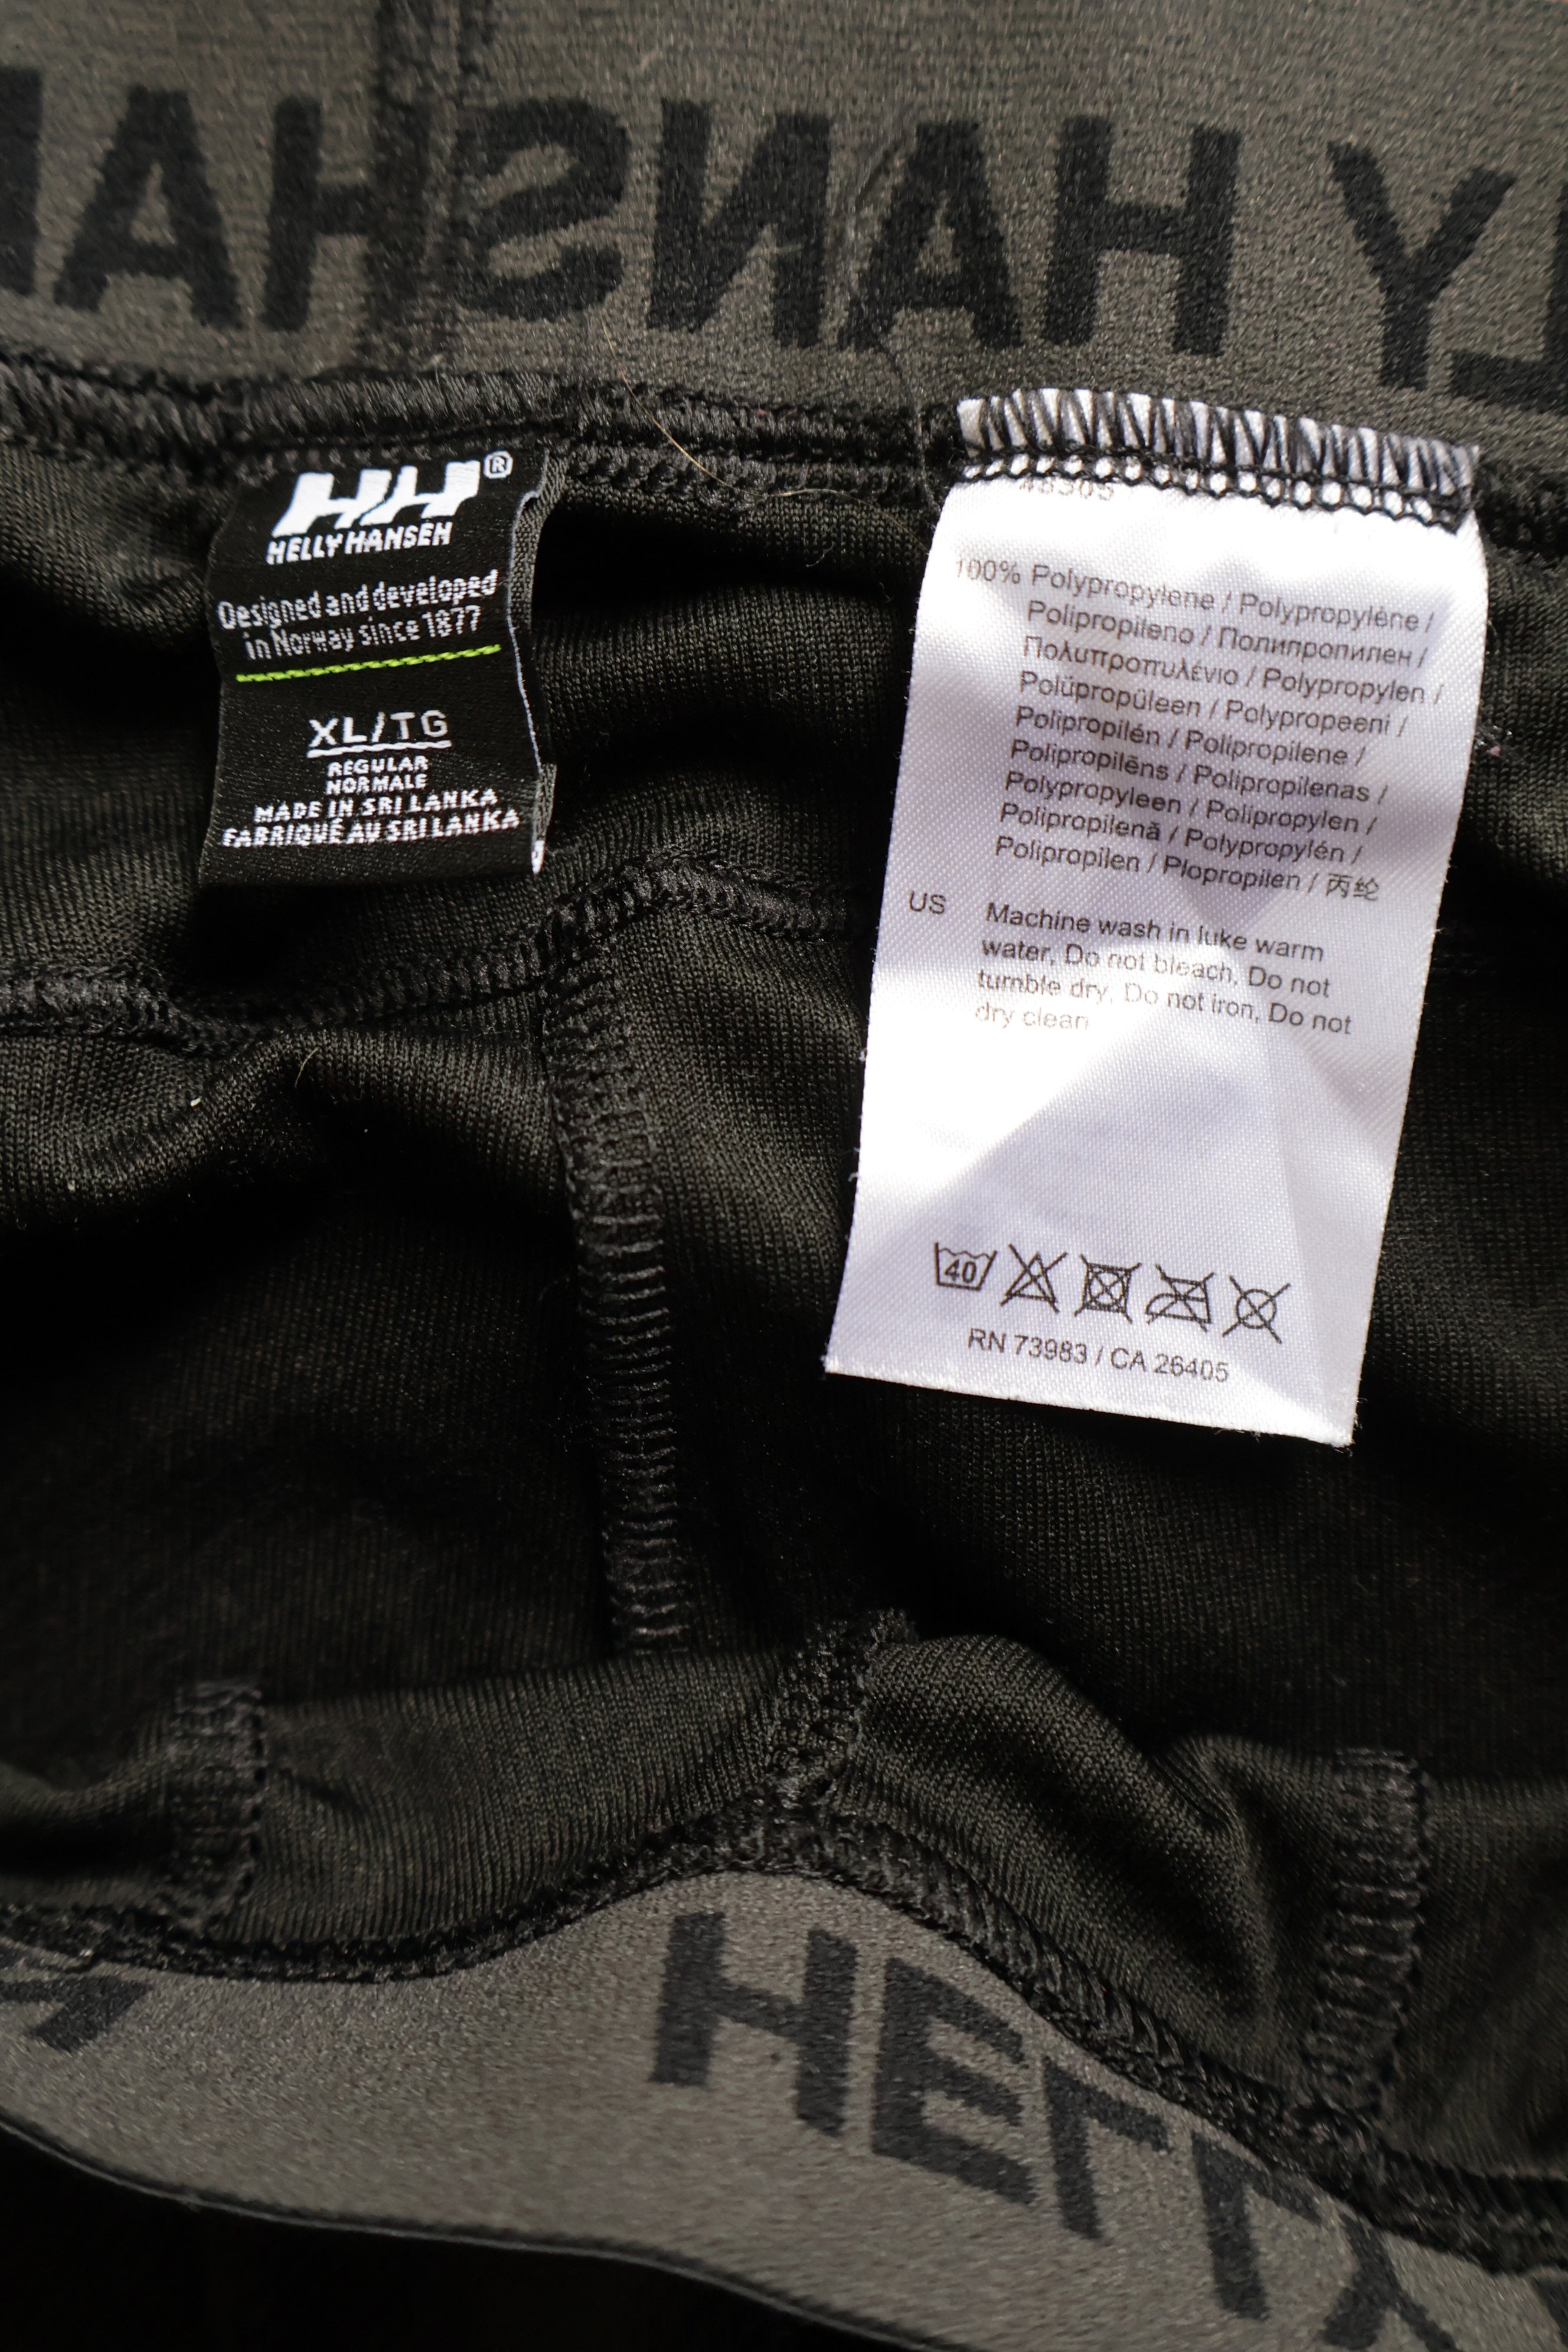 HANSHAH YL
HH®
HELLY HANSEN
Designed and developed
in Norway since 1877
XL/TG
REGULAR
NORMALE
MADE IN SRI LANKA
FABRIQUÉ AU SRI LANKA
48305
100% Polypropylene / Polypropylène /
Polipropileno / Полипропилен /
Πολυπροπυλένιο / Polypropylen /
Polüpropüleen / Polypropeeni /
Polipropilén / Polipropilene /
Polipropilēns / Polipropilenas /
Polypropyleen / Polipropylen /
Polipropilenă / Polypropylén /
Polipropilen / Plopropilen / 丙纶
US Machine wash in luke warm
water, Do not bleach, Do not
tumble dry, Do not iron, Do not
dry clean
40
RN 73983 / CA 26405